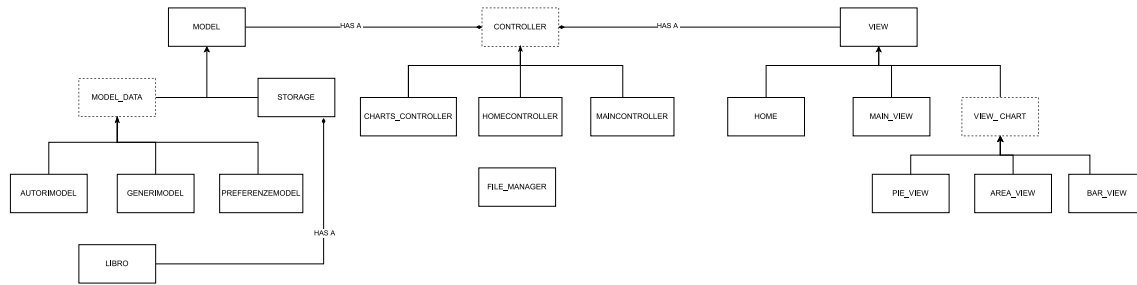 MODEL
HAS A
CONTROLLER
HAS A
VIEW
MODEL_DATA
STORAGE
CHARTS_CONTROLLER
HOMECONTROLLER
MAINCONTROLLER
HOME
MAIN_VIEW
VIEW_CHART
AUTORIMODEL
GENERIMODEL
PREFERENZEMODEL
FILE_MANAGER
PIE_VIEW
AREA_VIEW
BAR_VIEW
HAS A
LIBRO